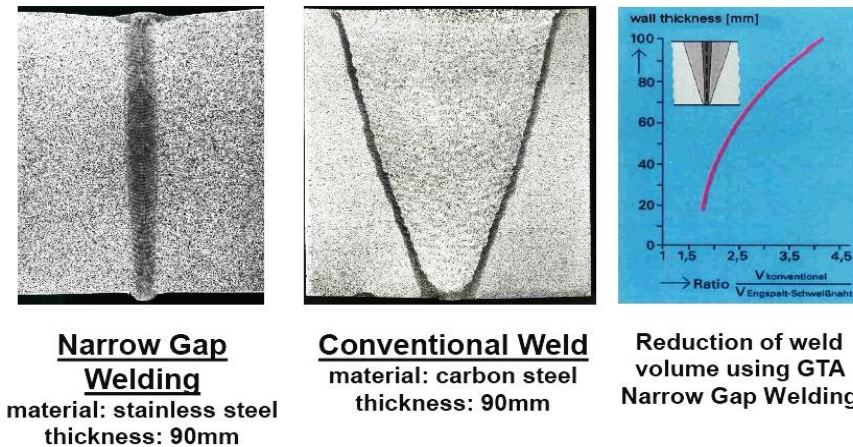 wall thickness [mm]
100
80
60
40
20
0
1 1,5 2,5 3,5 4,5
Ratio V konventionel
V Engspalt-Schweißnaht
Narrow Gap
Welding
material: stainless steel
thickness: 90mm
Conventional Weld
material: carbon steel
thickness: 90mm
Reduction of weld
volume using GTA
Narrow Gap Welding